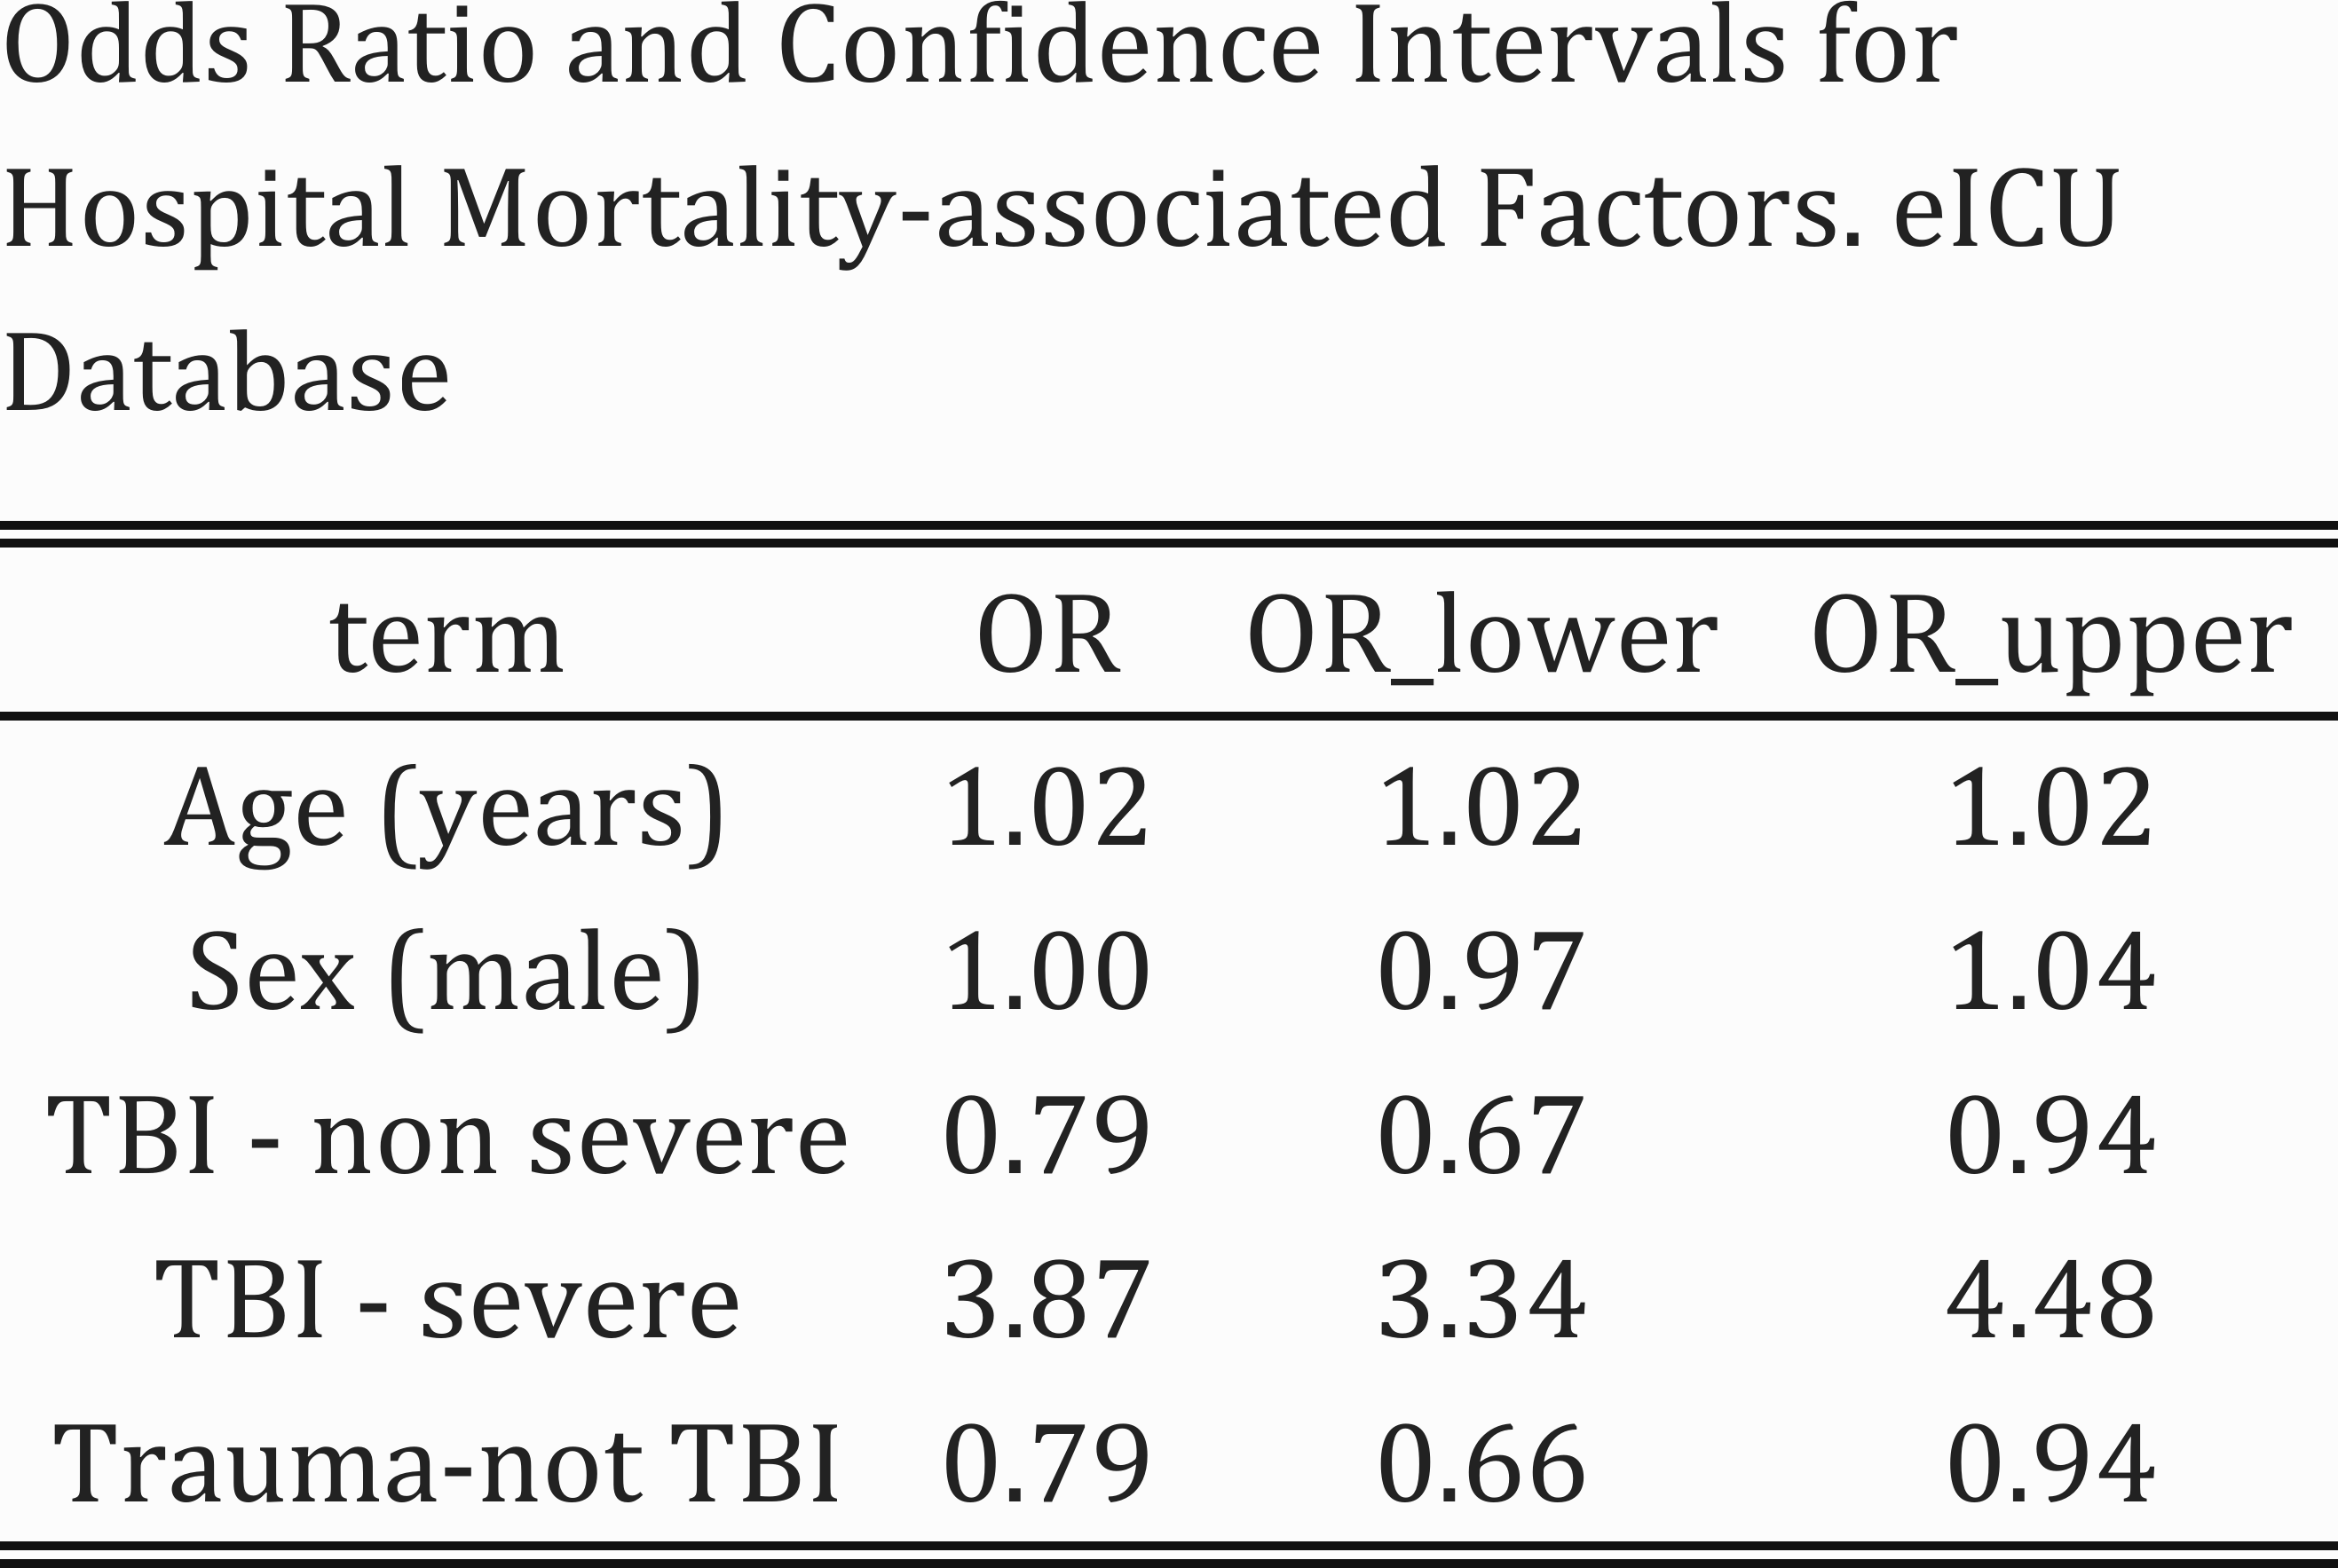 Odds Ratio and Confidence Intervals for
Hospital Mortality-associated Factors. eICU
Database
term OR OR_lower OR_upper
Age (years) 1.02 1.02 1.02
Sex (male) 1.00 0.97 1.04
TBI - non severe 0.79 0.67 0.94
TBI - severe 3.87 3.34 4.48
Trauma-not TBI 0.79 0.66 0.94